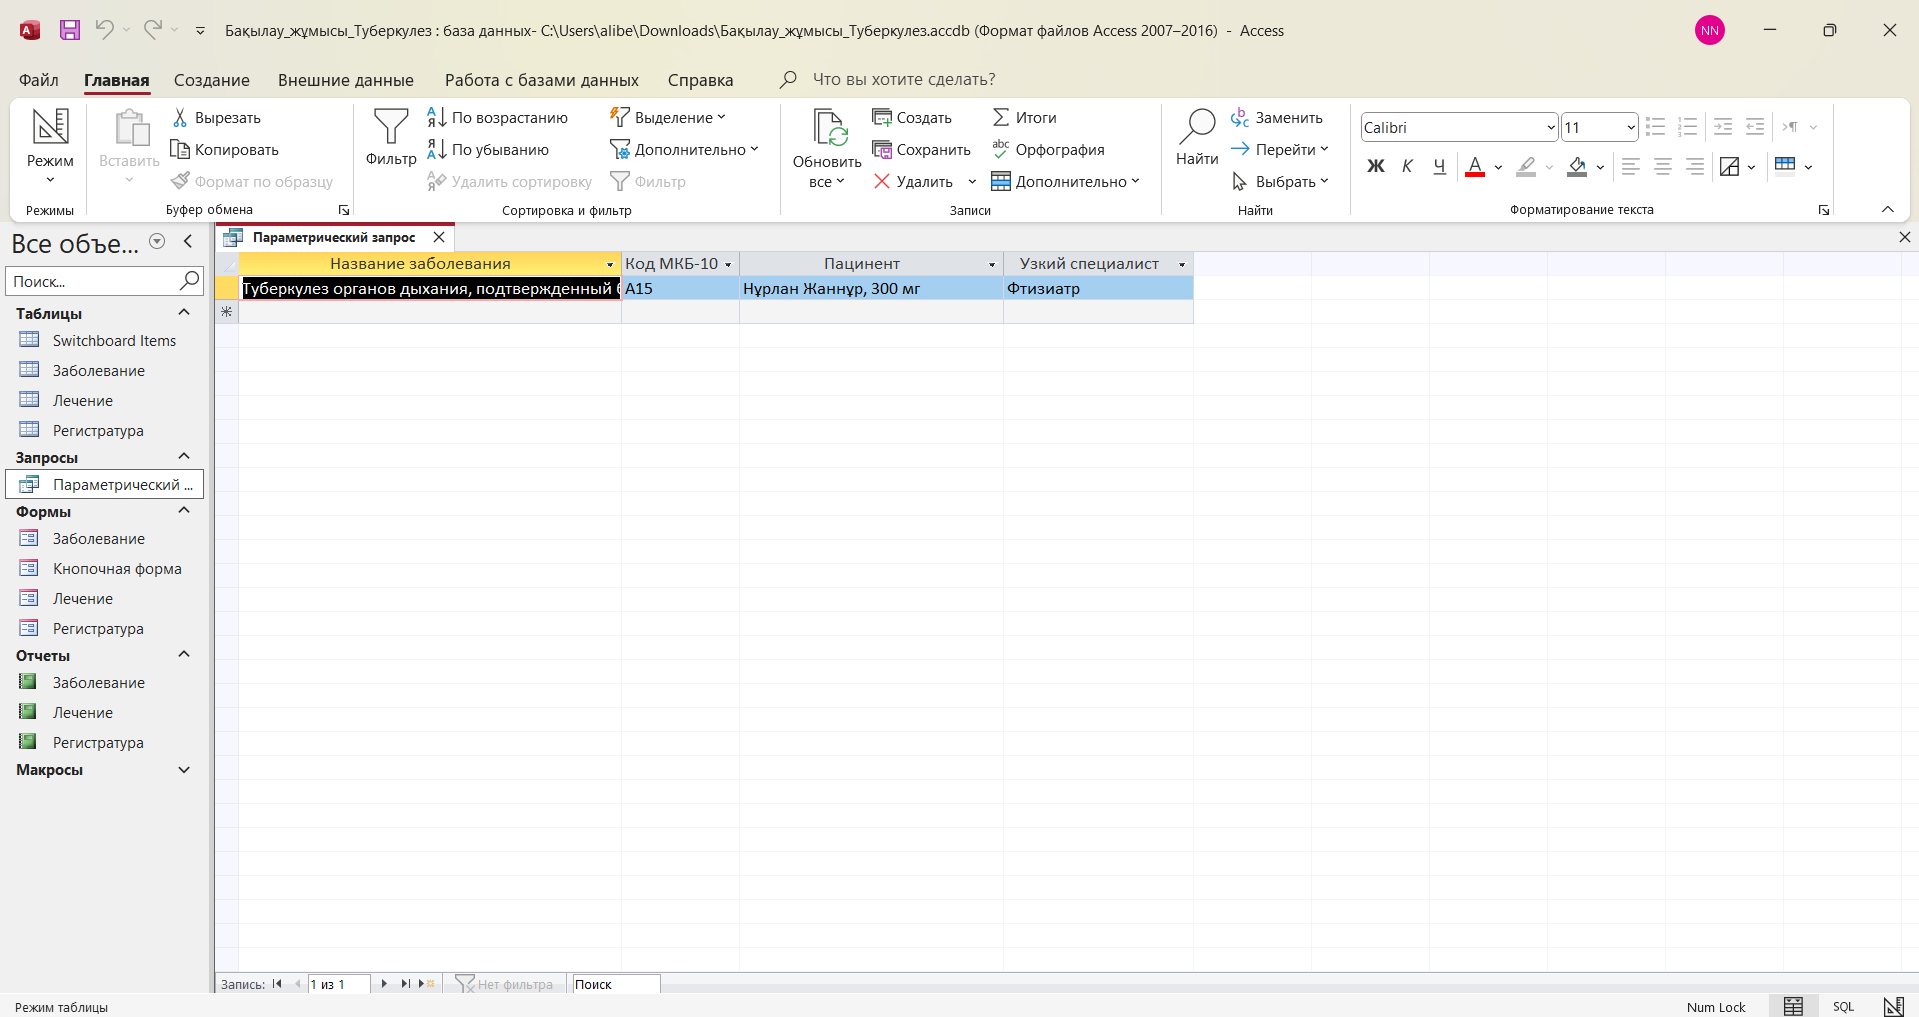 Бақылау_жұмысы_Туберкулез : база данных- C:\Users\alibe\Downloads\Бақылау_жұмысы_Туберкулез.accdb (Формат файлов Access 2007–2016) - Access
NN
Файл Главная Создание Внешние данные Работа с базами данных Справка Что вы хотите сделать?
Режим
Режимы
Вставить
Вырезать
Копировать
Формат по образцу
Буфер обмена
Фильтр
По возрастанию
По убыванию
Удалить сортировку
Выделение
Дополнительно
Фильтр
Сортировка и фильтр
Обновить
все
Создать
Сохранить
Удалить
Итоги
Орфография
Дополнительно
Записи
Найти
Заменить
Перейти
Выбрать
Найти
Calibri 11
Ж К Ч А
Форматирование текста
Все объе...
Поиск...
Таблицы
Switchboard Items
Заболевание
Лечение
Регистратура
Запросы
Параметрический ...
Формы
Заболевание
Кнопочная форма
Лечение
Регистратура
Отчеты
Заболевание
Лечение
Регистратура
Макросы
Параметрический запрос
Название заболевания Код МКБ-10 Пацинент Узкий специалист
Туберкулез органов дыхания, подтвержденный A15 Нұрлан Жаннұр, 300 мг Фтизиатр
Запись: 1 из 1 Нет фильтра Поиск
Режим таблицы Num Lock SQL